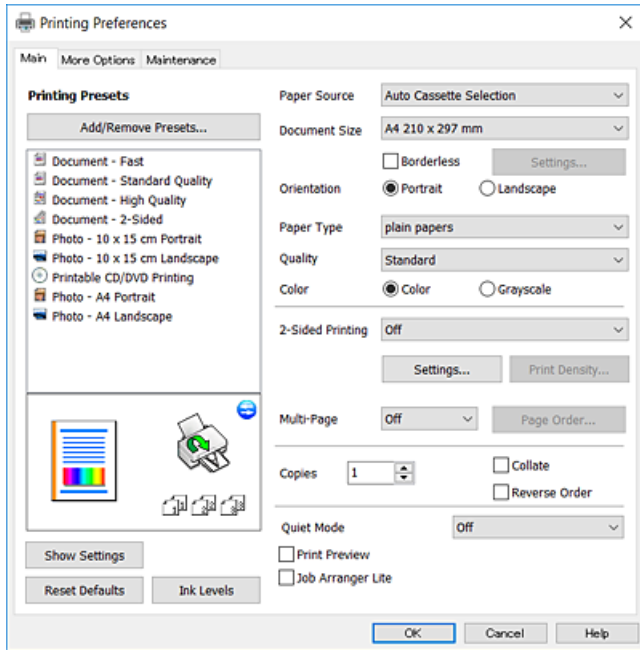 Printing Preferences
Main More Options Maintenance
Printing Presets
Add/Remove Presets...
Document - Fast
Document - Standard Quality
Document - High Quality
Document - 2-Sided
Photo - 10 x 15 cm Portrait
Photo - 10 x 15 cm Landscape
Printable CD/DVD Printing
Photo - A4 Portrait
Photo - A4 Landscape
Show Settings
Reset Defaults Ink Levels
Paper Source Auto Cassette Selection
Document Size A4 210 x 297 mm
Borderless Settings...
Orientation Portrait Landscape
Paper Type plain papers
Quality Standard
Color Color Grayscale
2-Sided Printing Off
Settings... Print Density...
Multi-Page Off Page Order...
Copies 1 Collate
Reverse Order
Quiet Mode Off
Print Preview
Job Arranger Lite
OK Cancel Help